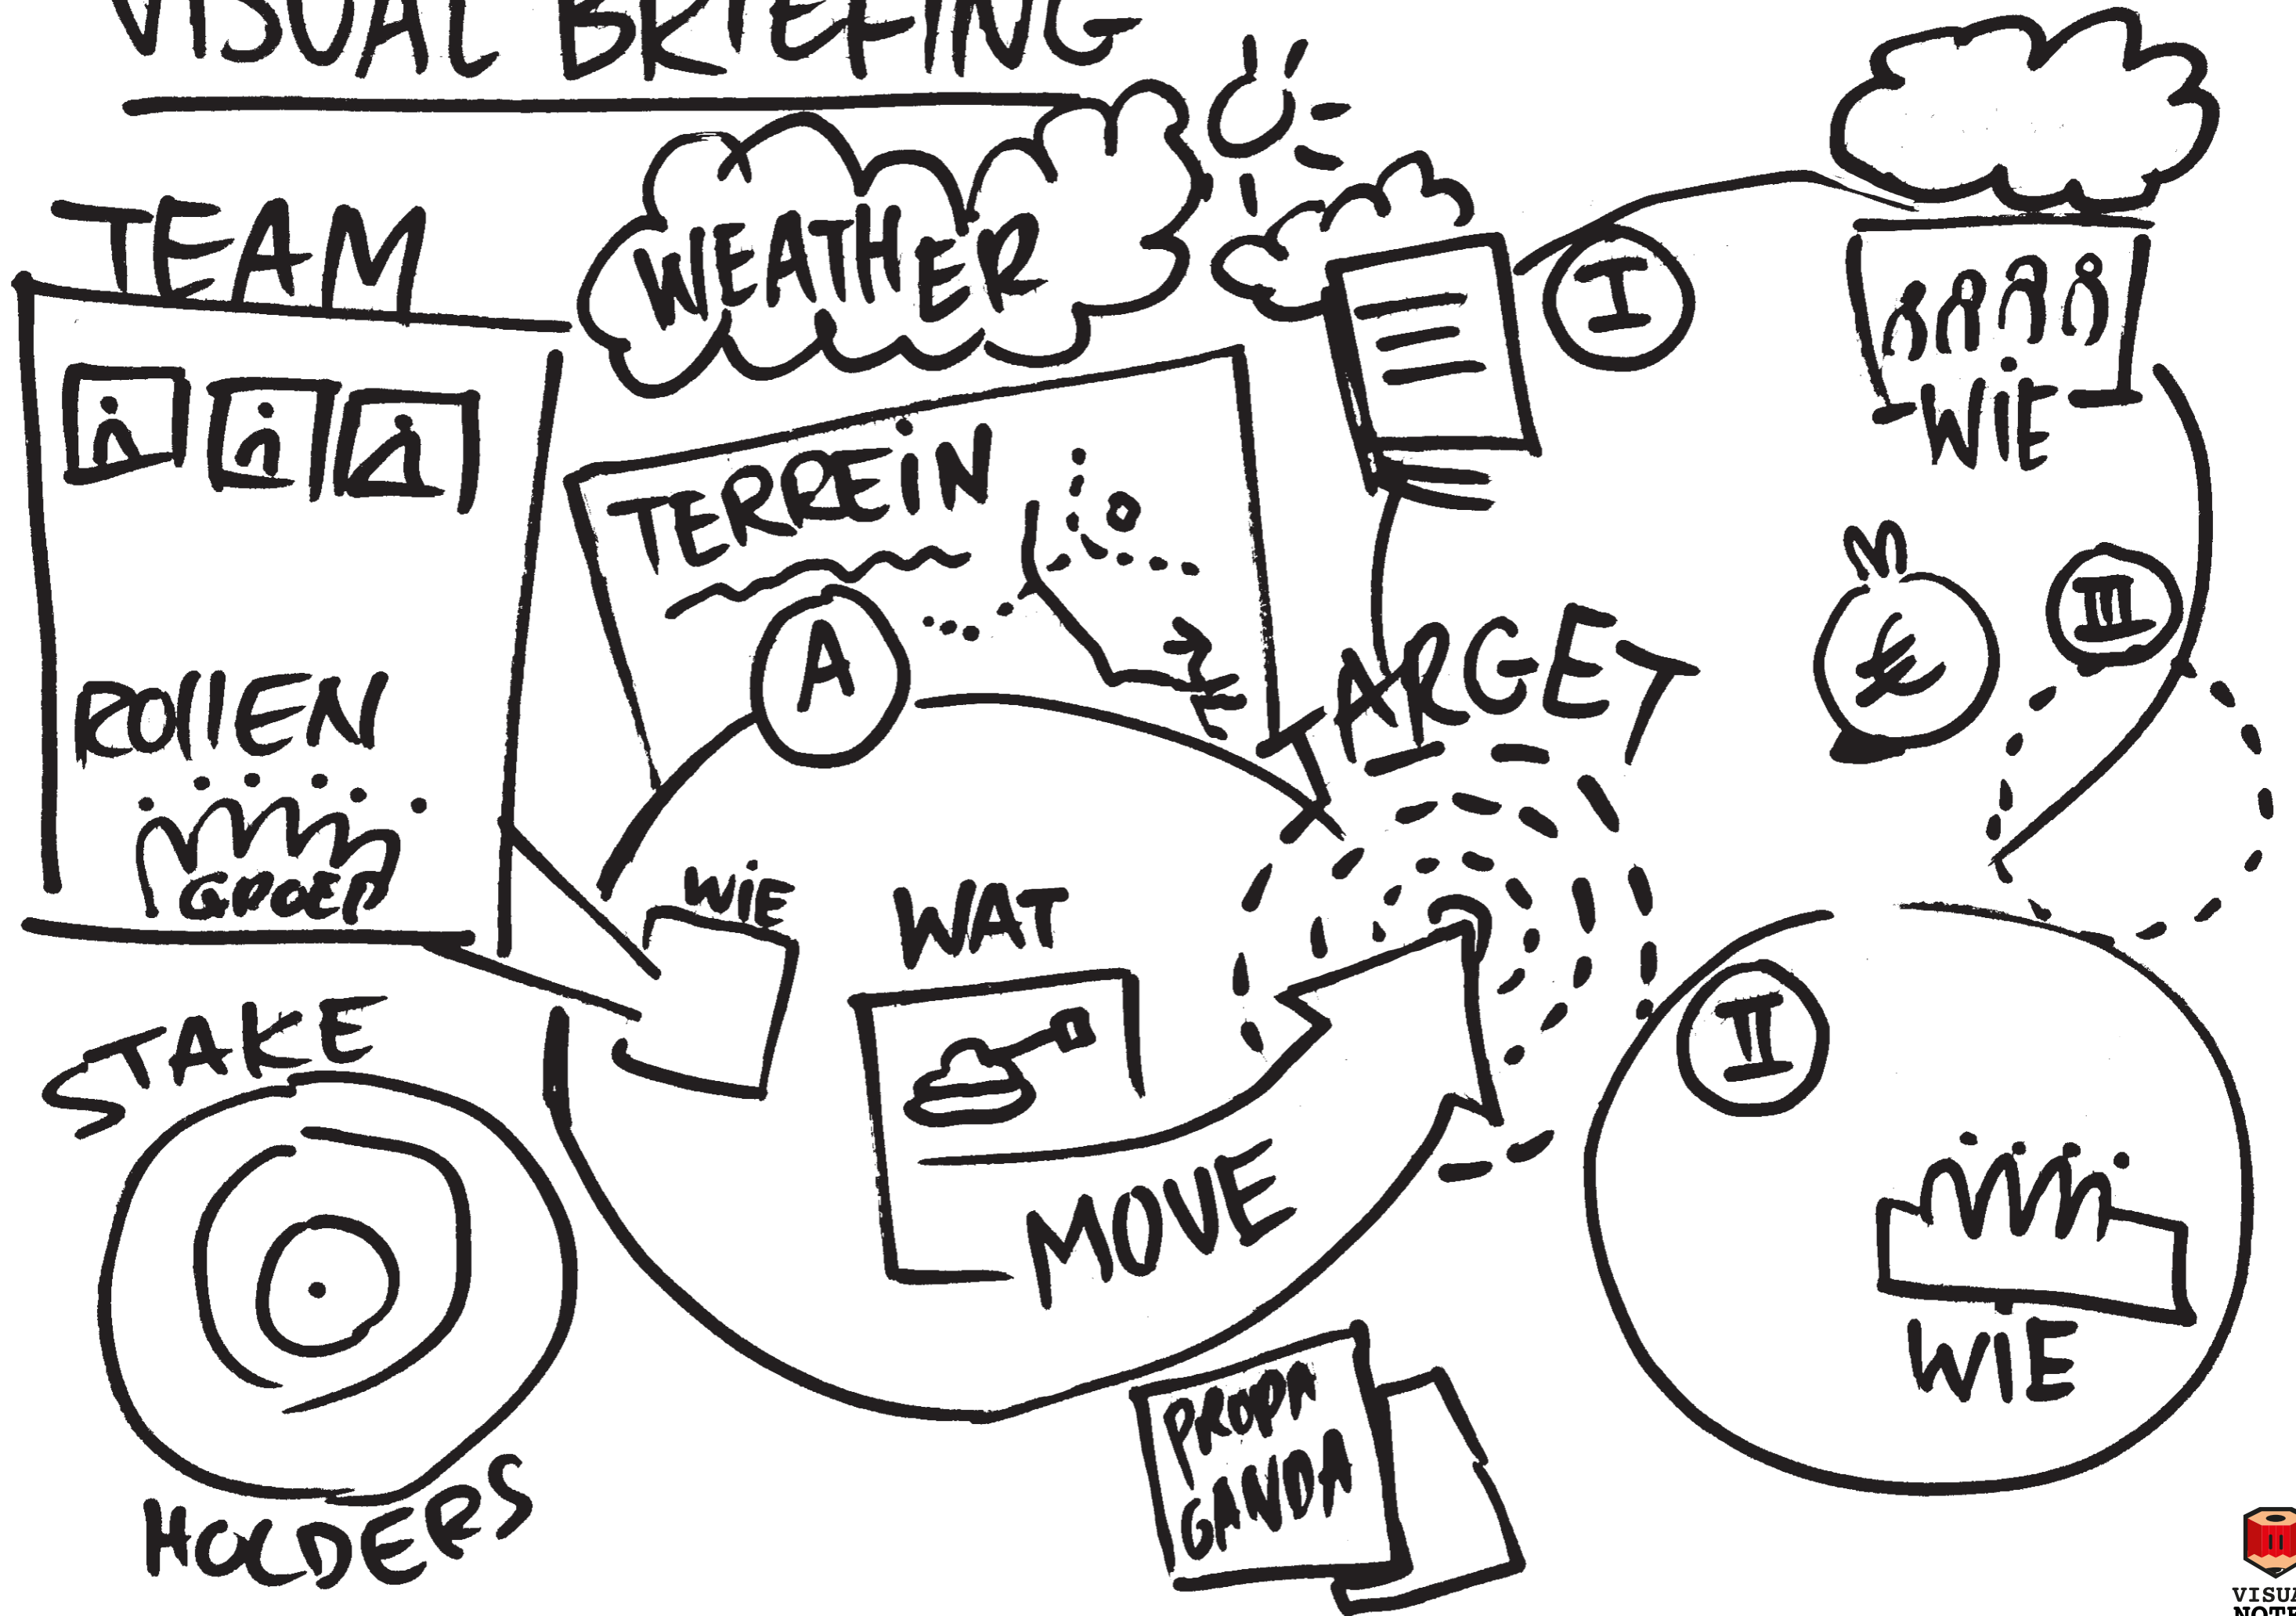 VISUAL BRIEFING
TEAM
WEATHER
I
WIE
TERREIN
A
TARGET
€
III
ROllEN
GROEP
WIE
WAT
STAKE
HOLDERS
MOVE
II
WIE
PROPA
GANDA